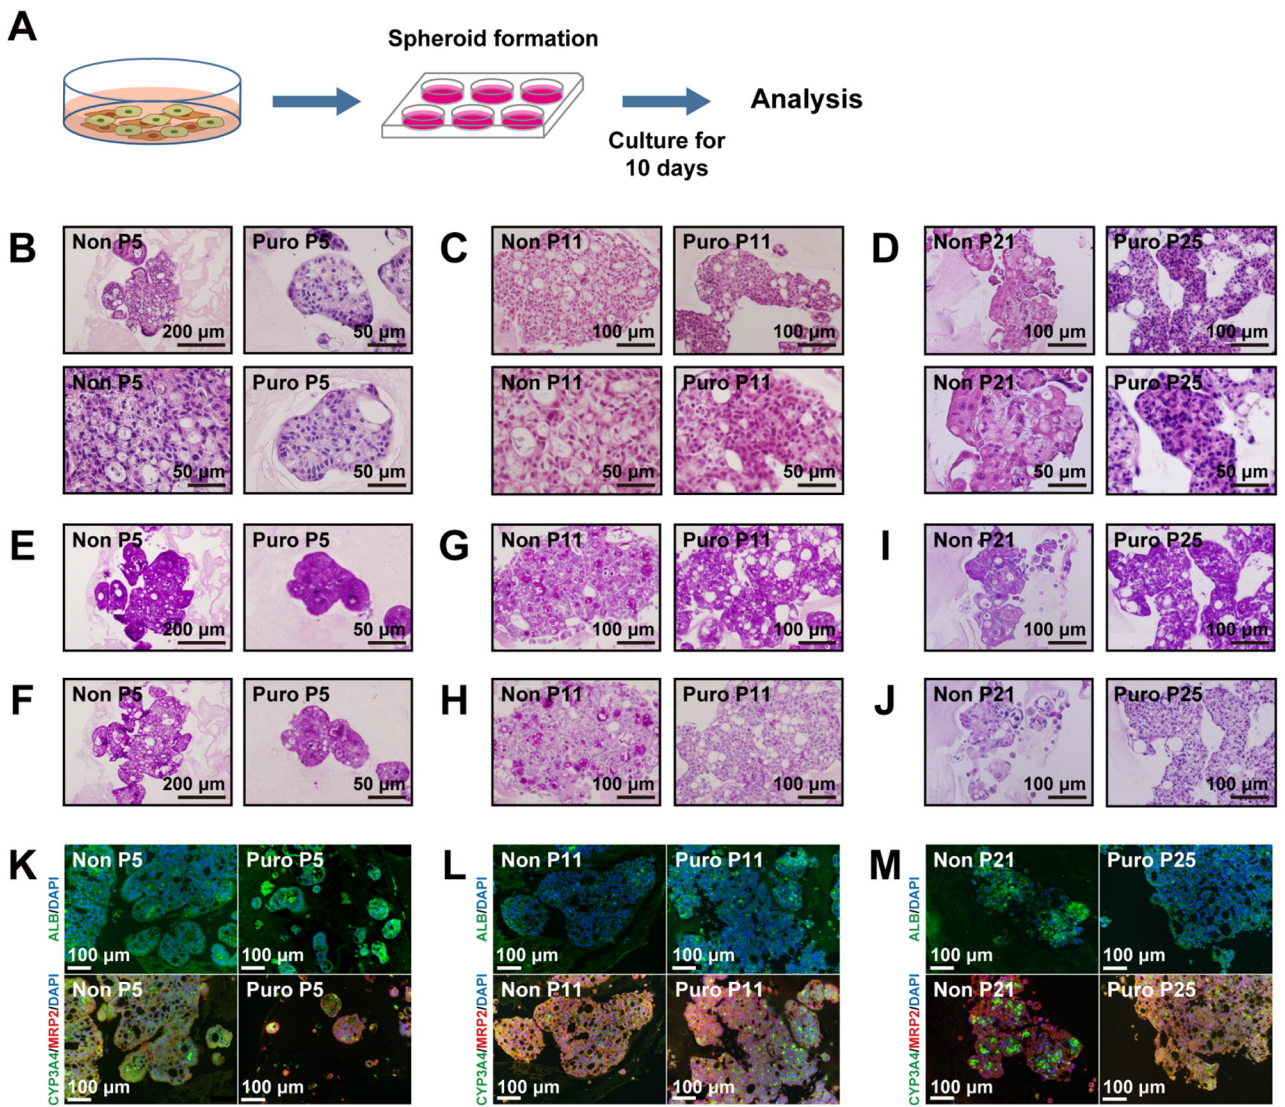 A
Spheroid formation
Analysis
Culture for
10 days
B
Non P5
200 µm
Puro P5
50 µm
Non P5
50 µm
Puro P5
50 µm
C
Non P11
100 µm
Puro P11
100 µm
Non P11
50 µm
Puro P11
50 µm
D
Non P21
100 µm
Puro P25
100 µm
Non P21
50 µm
Puro P25
50 µm
E
Non P5
200 µm
Puro P5
50 µm
G
Non P11
100 µm
Puro P11
100 µm
I
Non P21
100 µm
Puro P25
100 µm
F
Non P5
200 µm
Puro P5
50 µm
H
Non P11
100 µm
Puro P11
100 µm
J
Non P21
100 µm
Puro P25
100 µm
K
ALB/DAPI
Non P5
100 µm
Puro P5
100 µm
CYP3A4/MRP2/DAPI
Non P5
100 µm
Puro P5
100 µm
L
ALB/DAPI
Non P11
100 µm
Puro P11
100 µm
CYP3A4/MRP2/DAPI
Non P11
100 µm
Puro P11
100 µm
M
ALB/DAPI
Non P21
100 µm
Puro P25
100 µm
CYP3A4/MRP2/DAPI
Non P21
100 µm
Puro P25
100 µm